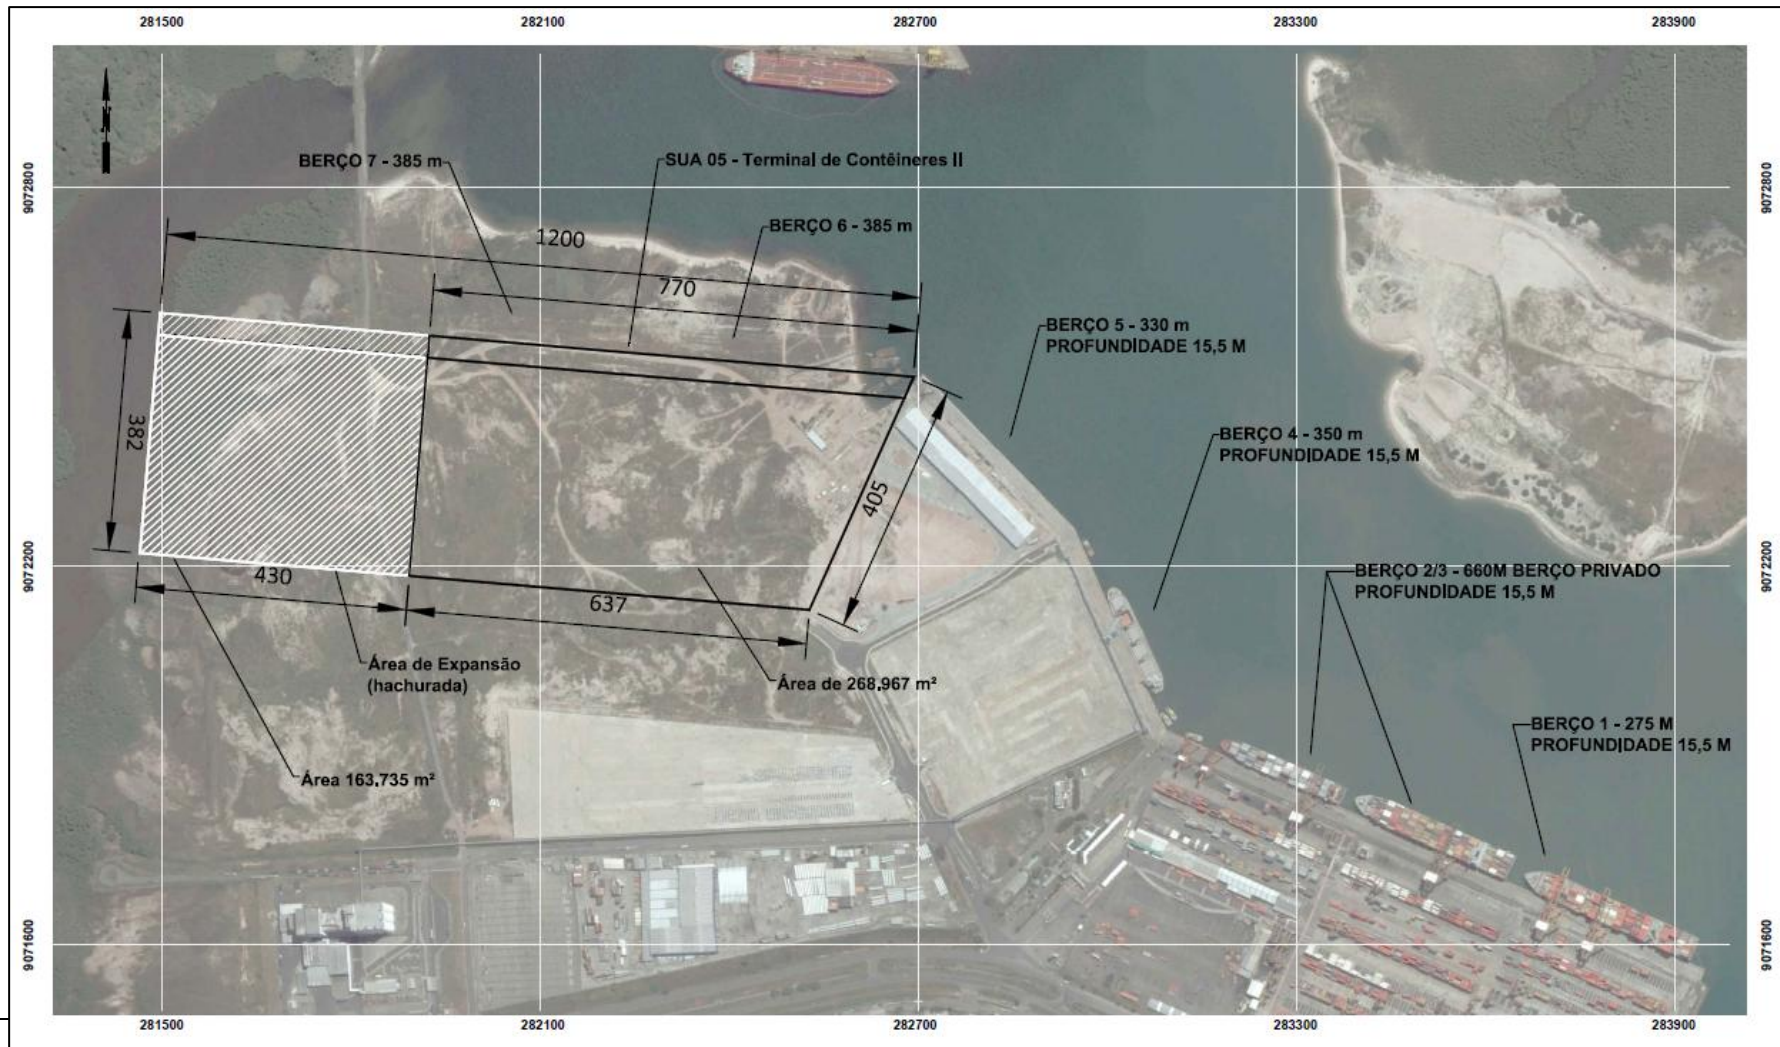 281500
282100
282700
283300
283900
9072800
9072800
BERÇO 7 - 385 m
SUA 05 - Terminal de Contêineres II
BERÇO 6 - 385 m
1200
770
BERÇO 5 - 330 m
PROFUNDIDADE 15,5 M
382
405
BERÇO 4 - 350 m
PROFUNDIDADE 15,5 M
9072200
9072200
430
637
BERÇO 2/3 - 660M BERÇO PRIVADO
PROFUNDIDADE 15,5 M
Área de Expansão
(hachurada)
Área de 268.967 m²
BERÇO 1 - 275 M
PROFUNDIDADE 15,5 M
Área 163.735 m²
9071600
9071600
281500
282100
282700
283300
283900